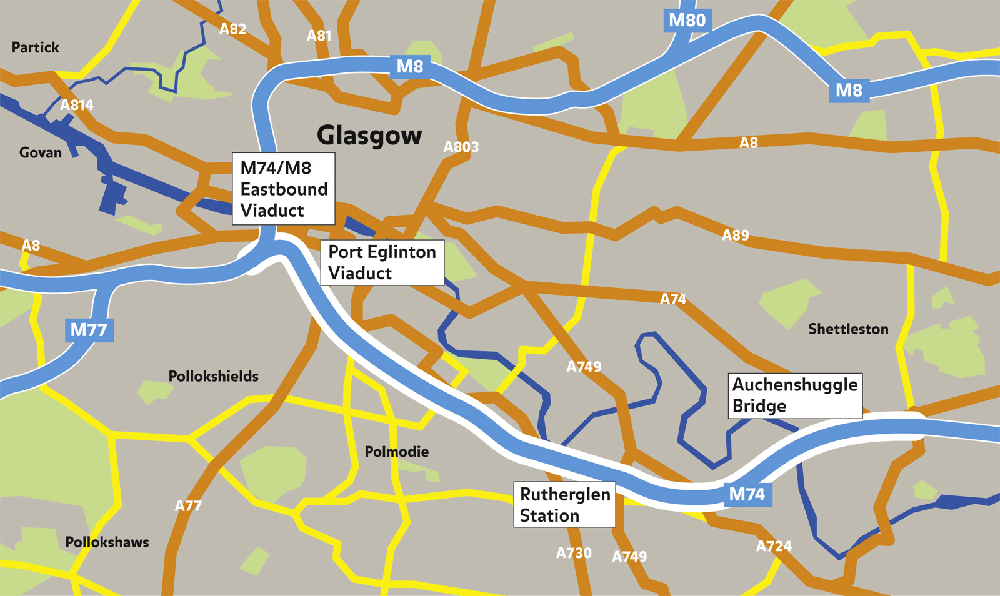 M80
A82
A81
Partick
M8
M8
A814
Glasgow
A8
A803
Govan
M74/M8
Eastbound
Viaduct
A89
A8
Port Eglinton
Viaduct
A74
M77
Shettleston
A749
Pollokshields
Auchenshuggle
Bridge
Polmodie
Rutherglen
Station
M74
A77
Pollokshaws
A724
A730
A749